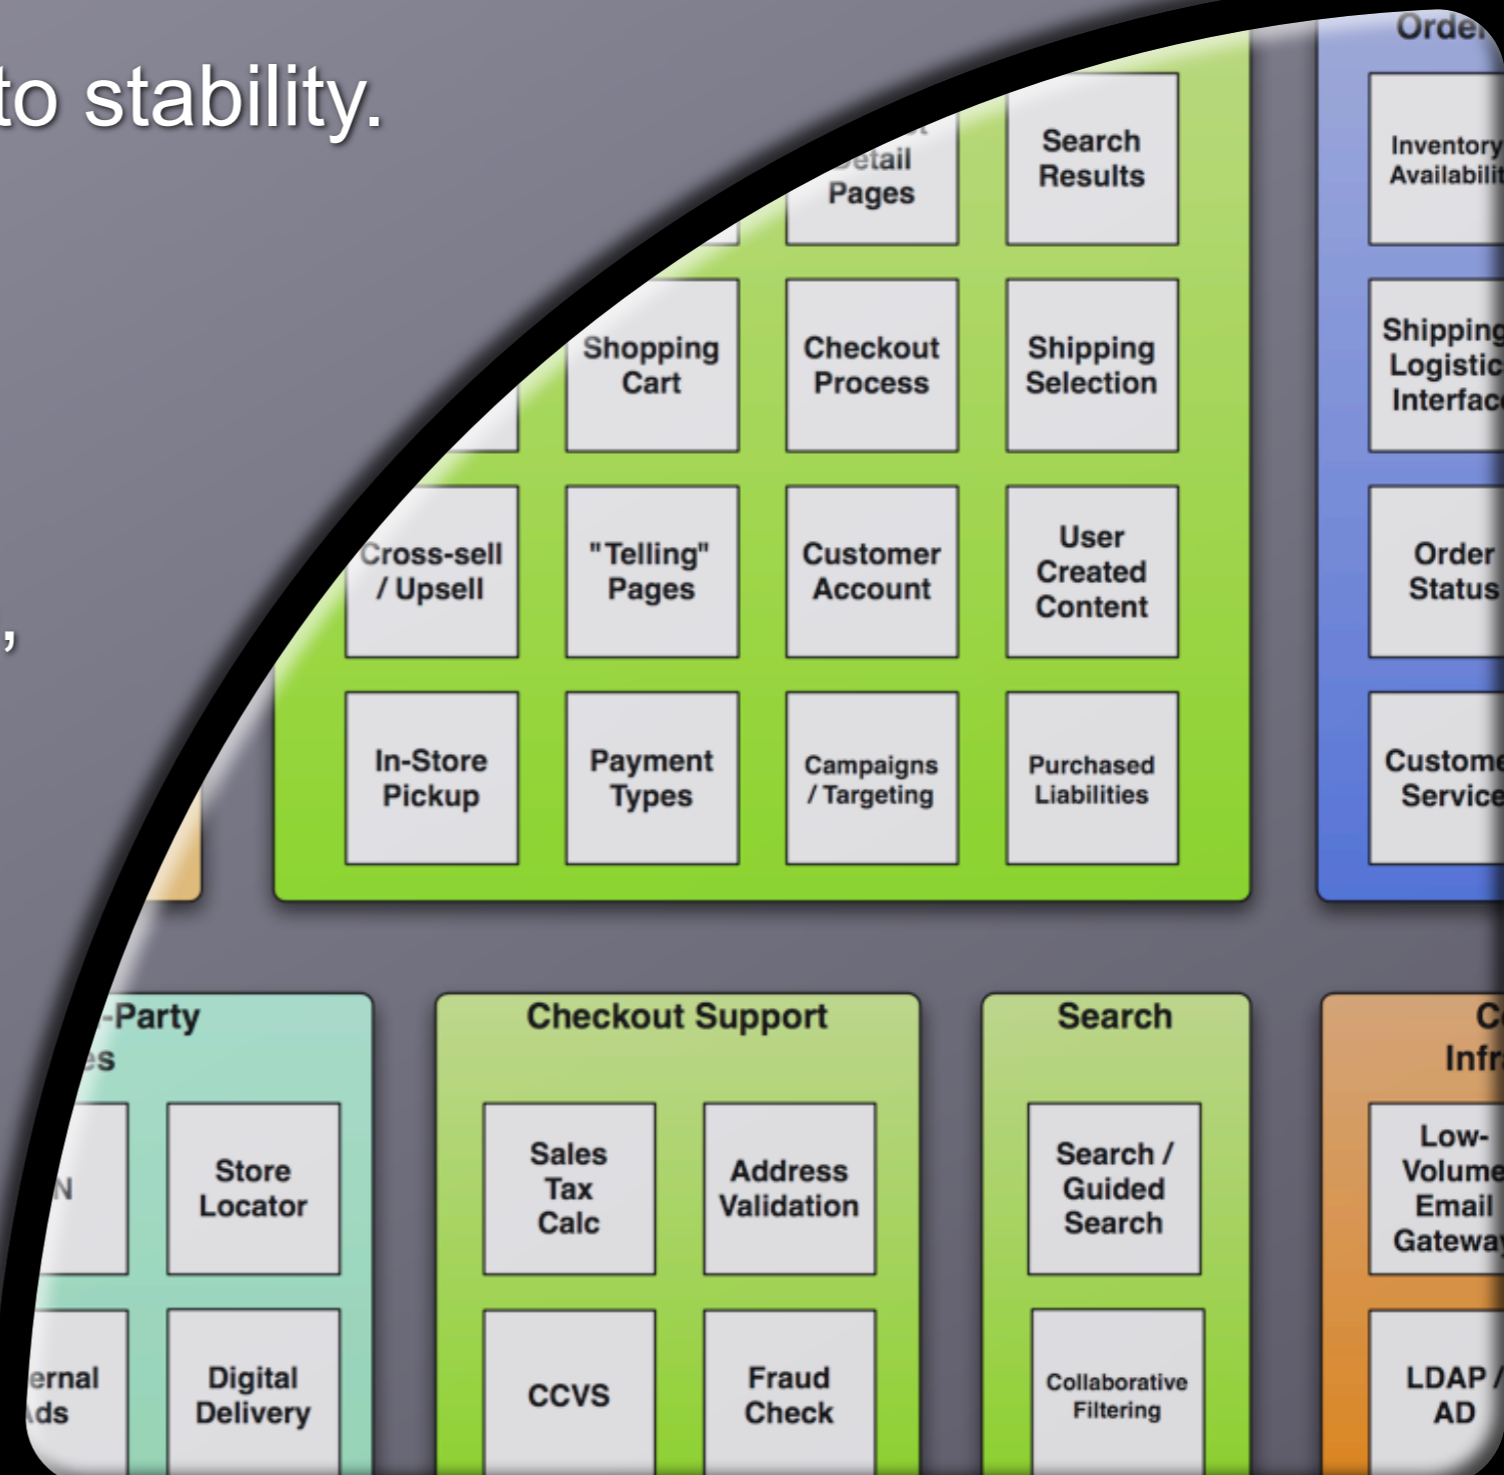 to stability.
,
Pages
Search
Results
Shopping
Cart
Checkout
Process
Shipping
Selection
Cross-sell
/ Upsell
"Telling"
Pages
Customer
Account
User
Created
Content
In-Store
Pickup
Payment
Types
Campaigns
/ Targeting
Purchased
Liabilities
Inventory
Shipping
Order
Status
-Party
Store
Locator
Digital
Delivery
Checkout Support
Sales
Tax
Calc
Address
Validation
CCVS
Fraud
Check
Search
Search /
Guided
Search
Collaborative
Filtering
Low-
Volume
Email
LDAP /
AD